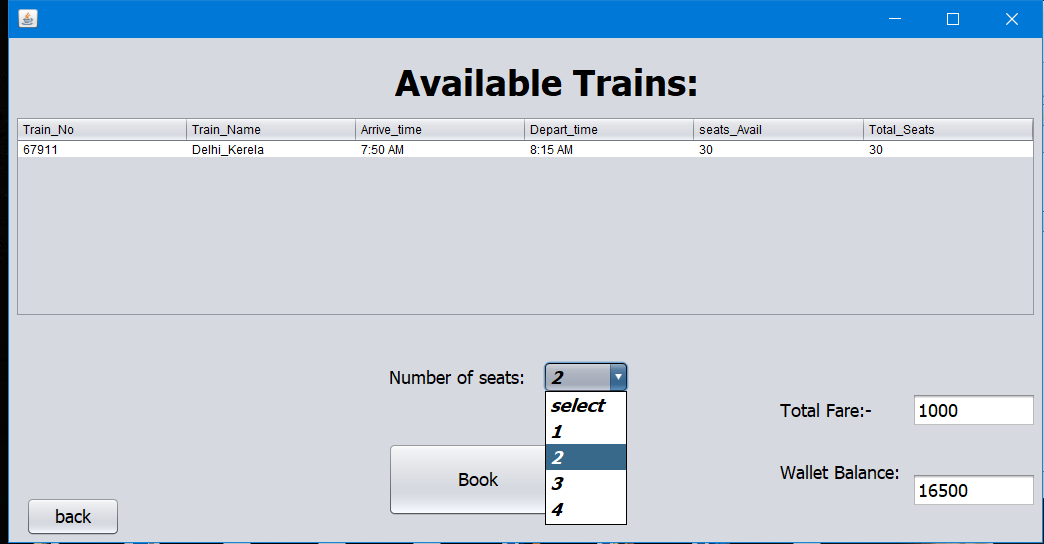 Available Trains:
Train_No Train_Name Arrive_time Depart_time seats_Avail Total_Seats
67911 Delhi_Kerela 7:50 AM 8:15 AM 30 30
Number of seats: 2
select
1
2
3
4
Total Fare:- 1000
Book
Wallet Balance: 16500
back